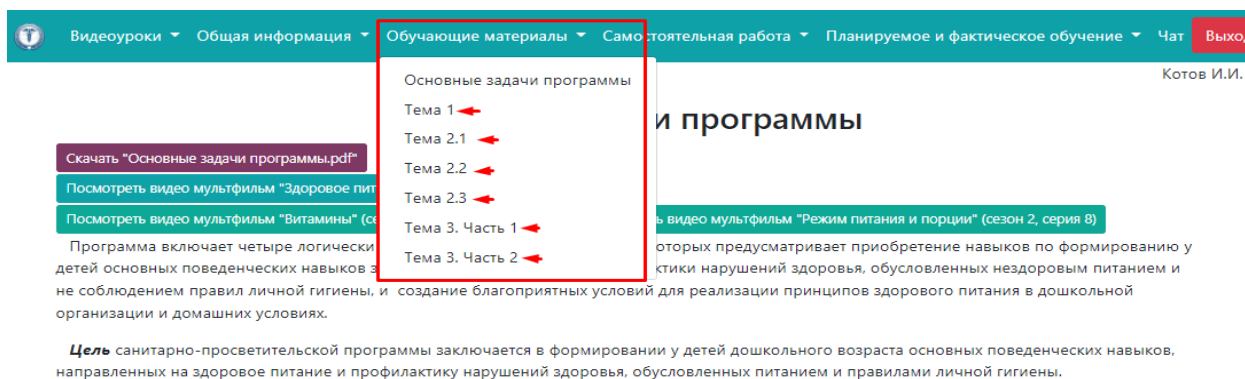 Видеоуроки Общая информация Обучающие материалы Самостоятельная работа Планируемое и фактическое обучение Чат Выхо
Котов И.И.
Основные задачи программы
Тема 1
Тема 2.1
Тема 2.2
Тема 2.3
Тема 3. Часть 1
Тема 3. Часть 2
и программы
Скачать "Основные задачи программы.pdf"
Посмотреть видео мультфильм "Здоровое пит
Посмотреть видео мультфильм "Витамины" (се ь видео мультфильм "Режим питания и порции" (сезон 2, серия 8)
Программа включает четыре логически оторых предусматривает приобретение навыков по формированию у
детей основных поведенческих навыков з ктики нарушений здоровья, обусловленных нездоровым питанием и
не соблюдением правил личной гигиены, и создание благоприятных условий для реализации принципов здорового питания в дошкольной
организации и домашних условиях.
Цель санитарно-просветительской программы заключается в формировании у детей дошкольного возраста основных поведенческих навыков,
направленных на здоровое питание и профилактику нарушений здоровья, обусловленных питанием и правилами личной гигиены.